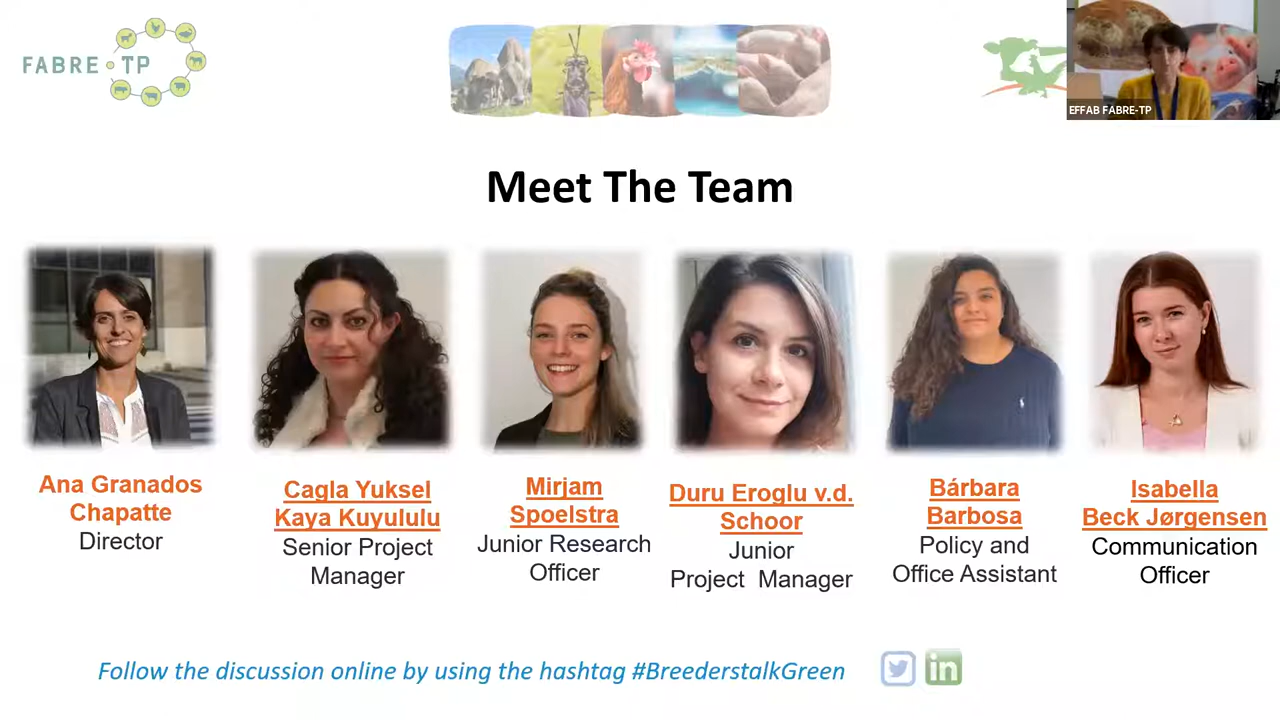 FABRE TP
EFFAB FABRE-TP
Meet The Team
Ana Granados
Chapatte
Director
Cagla Yuksel
Kaya Kuyululu
Senior Project
Manager
Mirjam
Spoelstra
Junior Research
Officer
Duru Eroglu v.d.
Schoor
Junior
Project Manager
Bárbara
Barbosa
Policy and
Office Assistant
Isabella
Beck Jørgensen
Communication
Officer
Follow the discussion online by using the hashtag #BreederstalkGreen
in